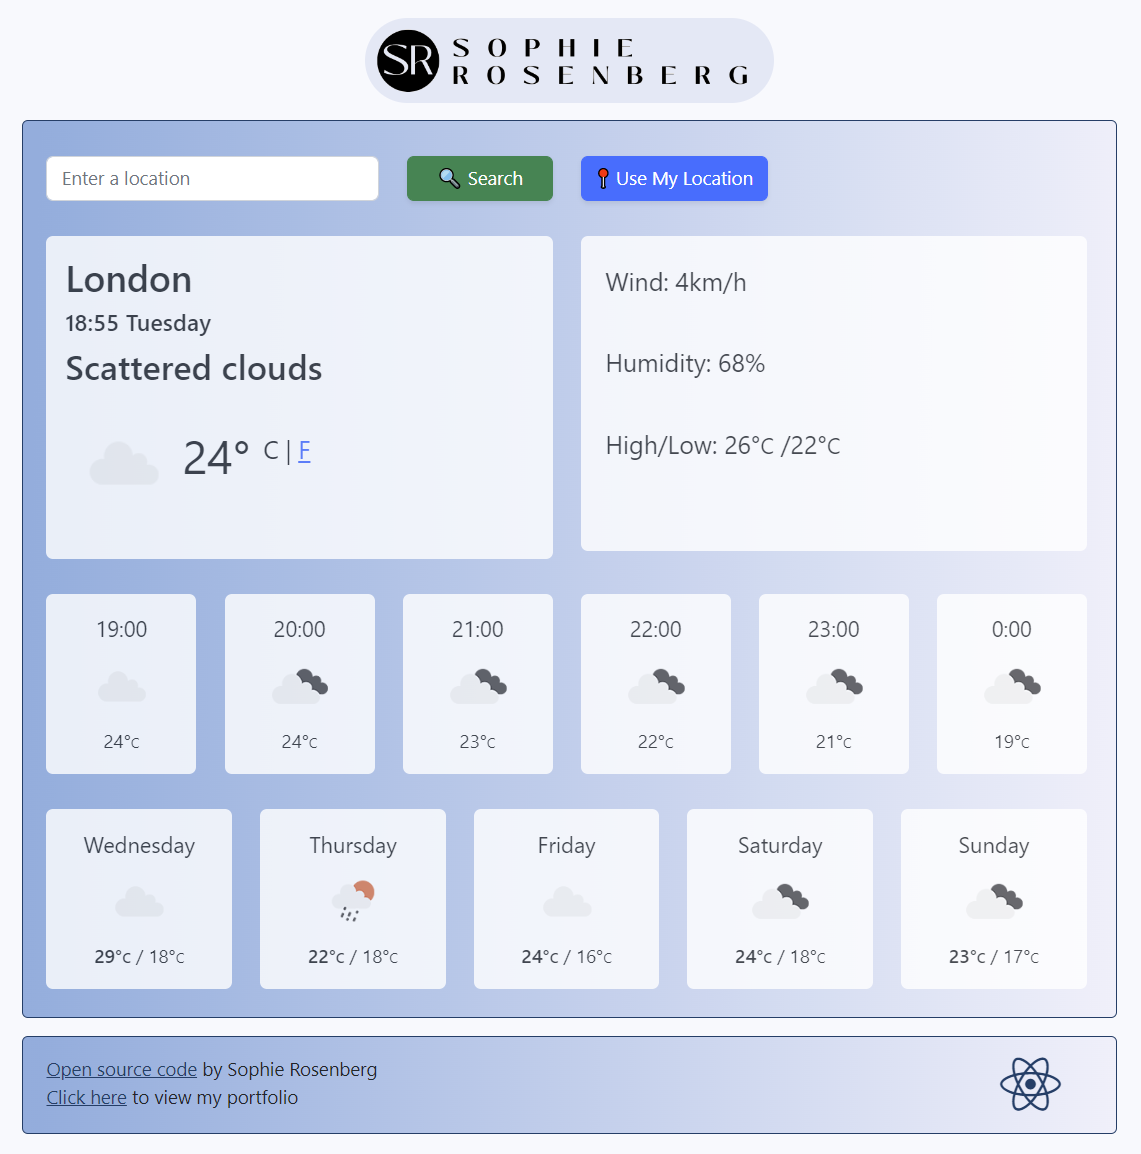 SR SOPHIE
ROSENBERG
Enter a location
Search
Use My Location
London
18:55 Tuesday
Scattered clouds
24° C | F
Wind: 4km/h
Humidity: 68%
High/Low: 26°C /22°C
19:00
24°C
20:00
24°C
21:00
23°C
22:00
22°C
23:00
21°C
0:00
19°C
Wednesday
29°C / 18°C
Thursday
22°C / 18°C
Friday
24°C / 16°C
Saturday
24°C / 18°C
Sunday
23°C / 17°C
Open source code by Sophie Rosenberg
Click here to view my portfolio